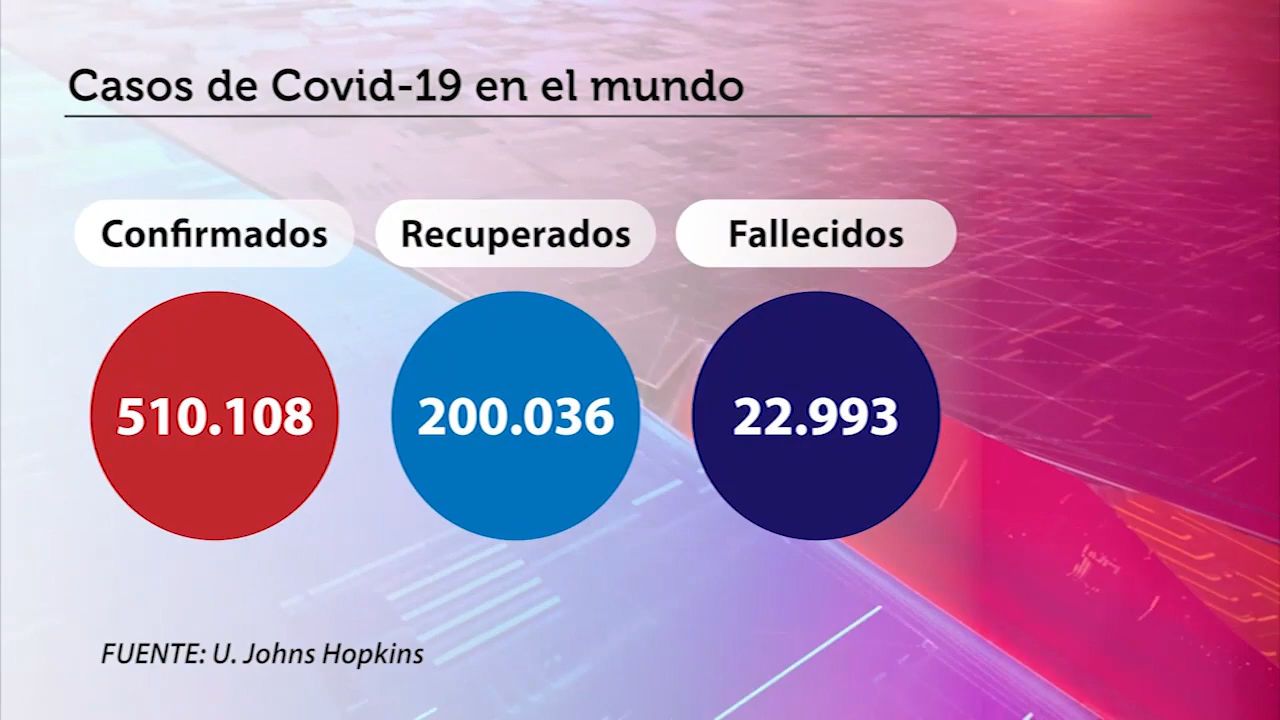 Casos de Covid-19 en el mundo
Confirmados
Recuperados
Fallecidos
510.108
200.036
22.993
FUENTE: U. Johns Hopkins